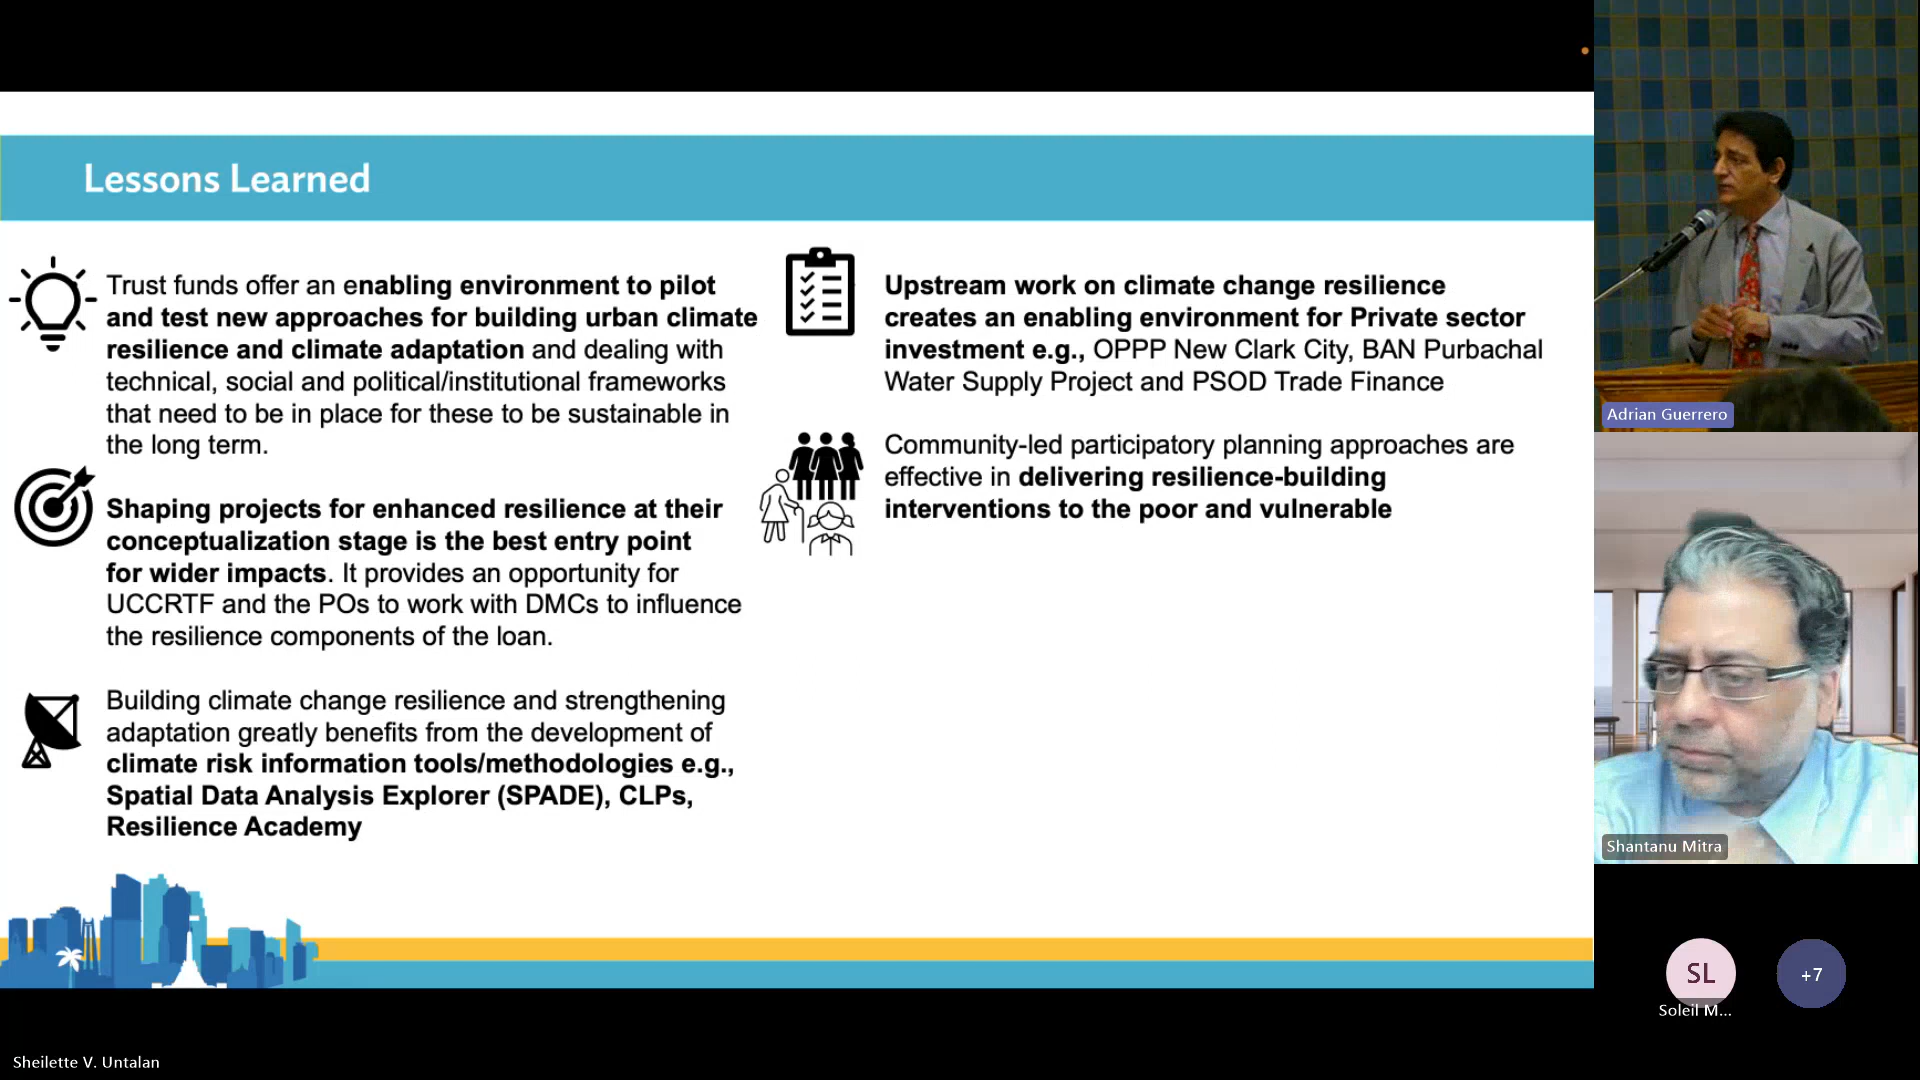 Lessons Learned
Trust funds offer an enabling environment to pilot
and test new approaches for building urban climate
resilience and climate adaptation and dealing with
technical, social and political/institutional frameworks
that need to be in place for these to be sustainable in
the long term.
Shaping projects for enhanced resilience at their
conceptualization stage is the best entry point
for wider impacts. It provides an opportunity for
UCCRTF and the POs to work with DMCs to influence
the resilience components of the loan.
Building climate change resilience and strengthening
adaptation greatly benefits from the development of
climate risk information tools/methodologies e.g.,
Spatial Data Analysis Explorer (SPADE), CLPs,
Resilience Academy
Upstream work on climate change resilience
creates an enabling environment for Private sector
investment e.g., OPPP New Clark City, BAN Purbachal
Water Supply Project and PSOD Trade Finance
Community-led participatory planning approaches are
effective in delivering resilience-building
interventions to the poor and vulnerable
Adrian Guerrero
Shantanu Mitra
SL
+7
Soleil M...
Sheilette V. Untalan